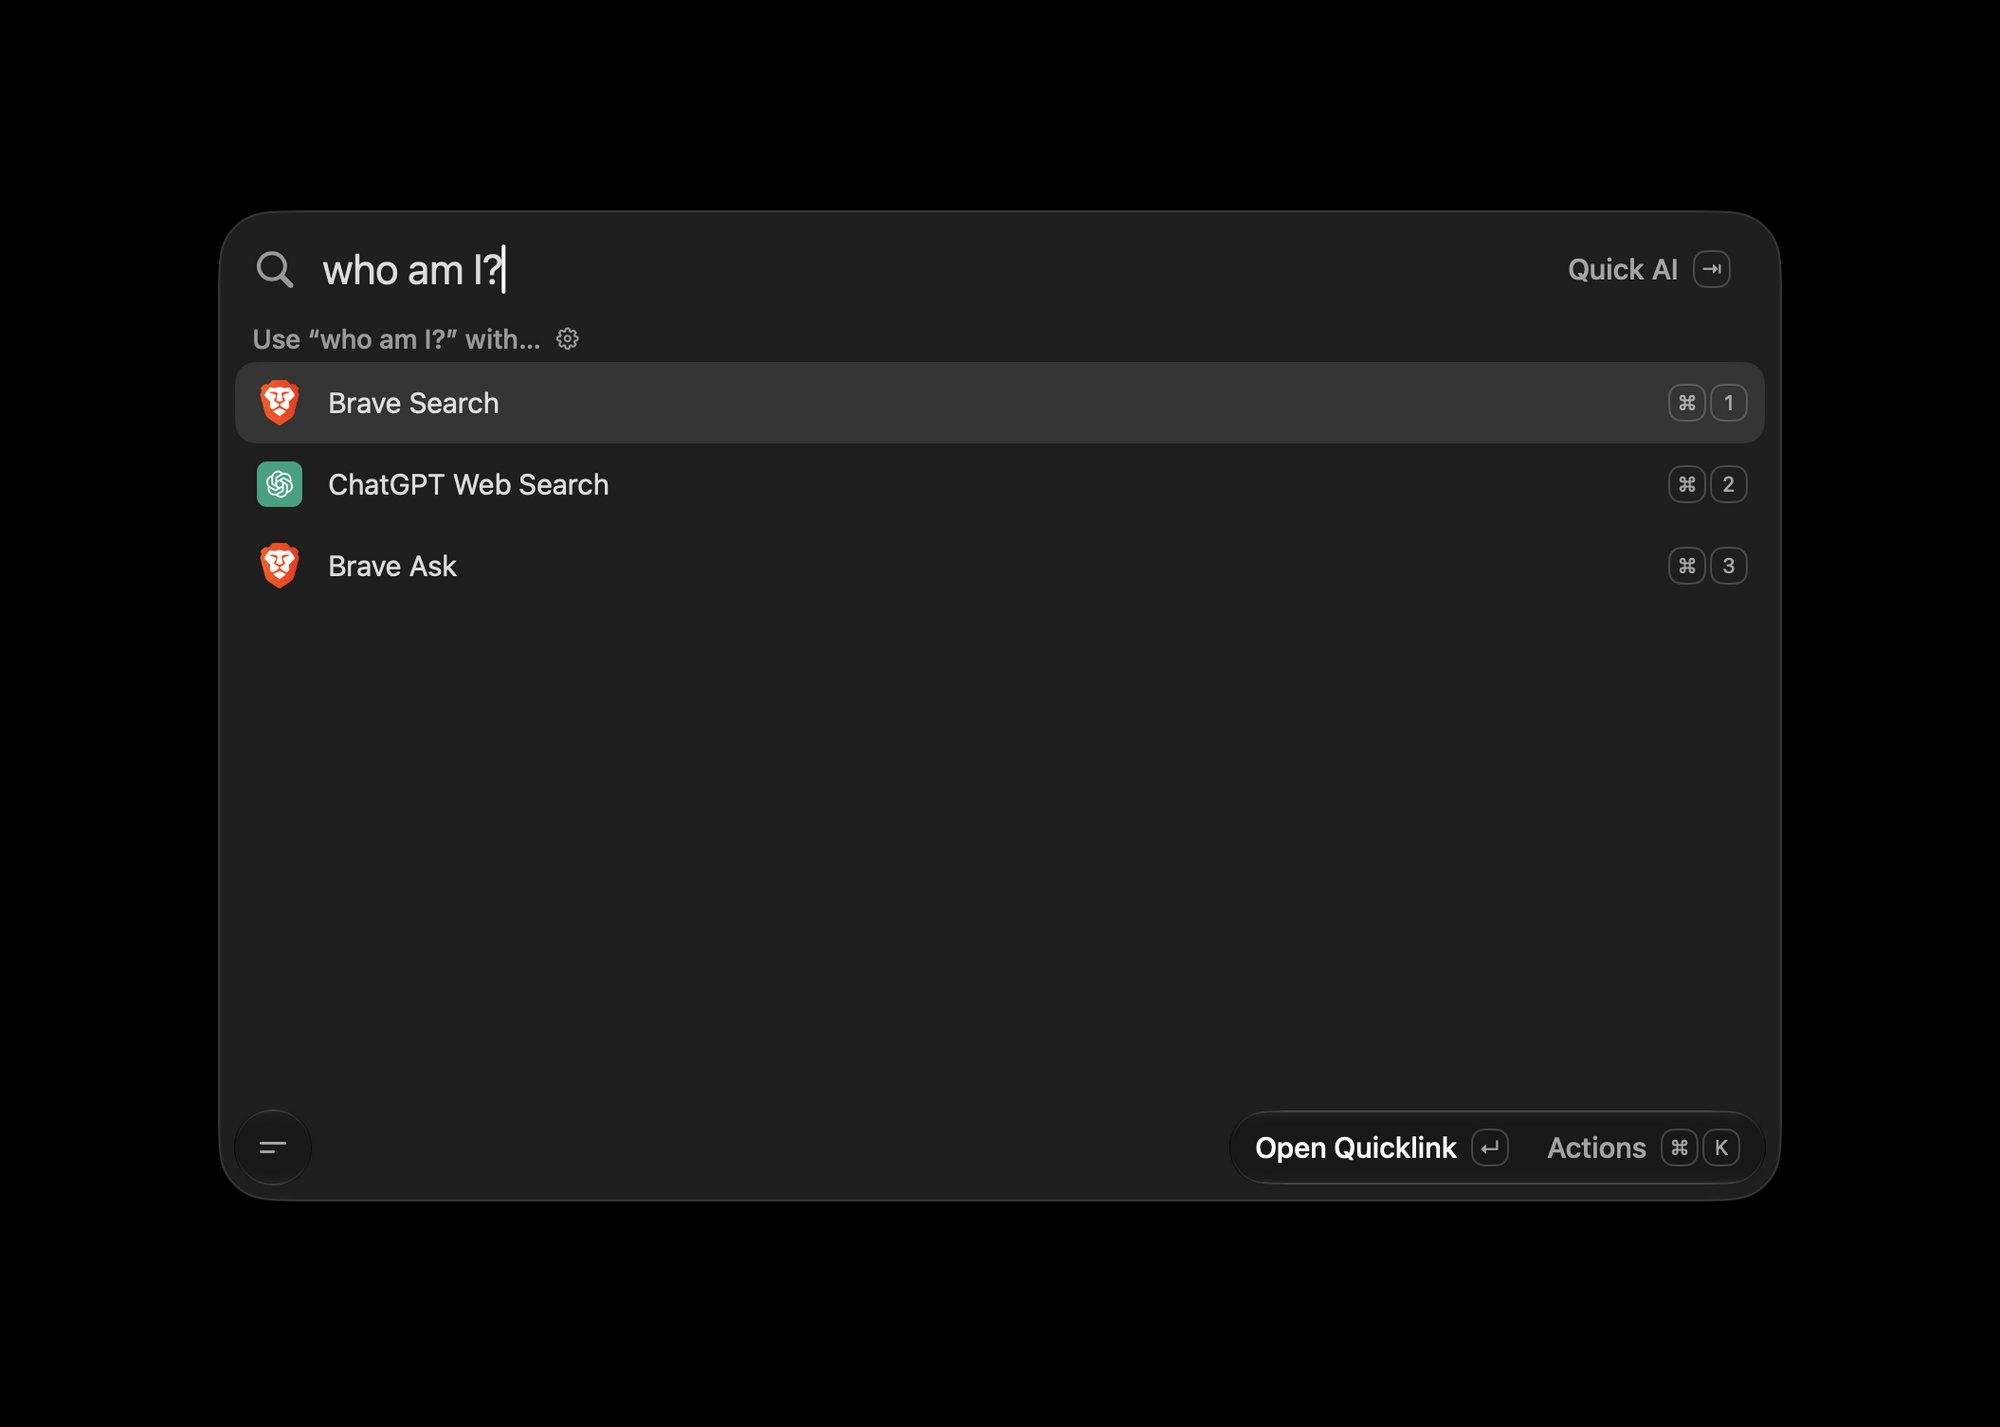 who am I?
Quick AI ⇥
Use “who am I?” with...
Brave Search ⌘ 1
ChatGPT Web Search ⌘ 2
Brave Ask ⌘ 3
Open Quicklink ↵ Actions ⌘ K